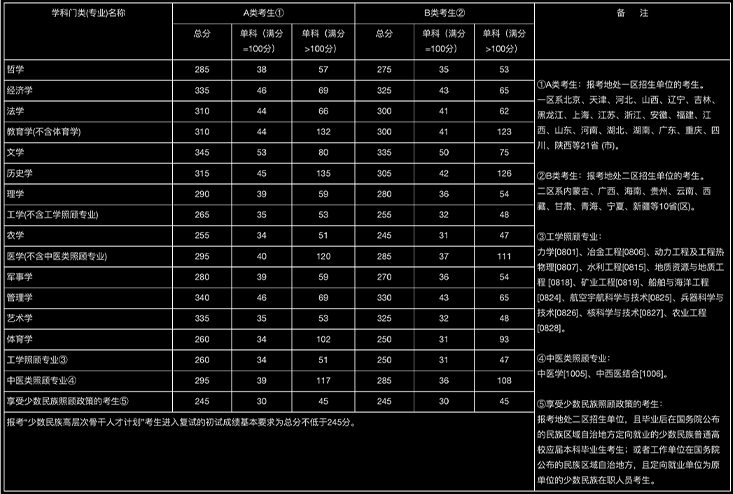 学科门类(专业)名称 A类考生① B类考生② 备 注
总分 单科（满分=100分） 单科（满分>100分） 总分 单科（满分=100分） 单科（满分>100分）
哲学 285 38 57 275 35 53
经济学 335 46 69 325 43 65
法学 310 44 66 300 41 62
教育学(不含体育学) 310 44 132 300 41 123
文学 345 53 80 335 50 75
历史学 315 45 135 305 42 126
理学 290 39 59 280 36 54
工学(不含工学照顾专业) 265 35 53 255 32 48
农学 255 34 51 245 31 47
医学(不含中医类照顾专业) 295 40 120 285 37 111
军事学 280 39 59 270 36 54
管理学 340 46 69 330 43 65
艺术学 335 35 53 325 32 48
体育学 260 34 102 250 31 93
工学照顾专业③ 260 34 51 250 31 47
中医类照顾专业④ 295 39 117 285 36 108
享受少数民族照顾政策的考生⑤ 245 30 45 245 30 45
报考“少数民族高层次骨干人才计划”考生进入复试的初试成绩基本要求为总分不低于245分。
①A类考生：报考地处一区招生单位的考生。
一区系北京、天津、河北、山西、辽宁、吉林、
黑龙江、上海、江苏、浙江、安徽、福建、江
西、山东、河南、湖北、湖南、广东、重庆、四
川、陕西等21省 (市)。
②B类考生：报考地处二区招生单位的考生。
二区系内蒙古、广西、海南、贵州、云南、西
藏、甘肃、青海、宁夏、新疆等10省(区)。
③工学照顾专业：
力学[0801]、冶金工程[0806]、动力工程及工程热
物理[0807]、水利工程[0815]、地质资源与地质工
程 [0818]、矿业工程[0819]、船舶与海洋工程
[0824]、航空宇航科学与技术[0825]、兵器科学与
技术[0826]、核科学与技术[0827]、农业工程
[0828]。
④中医类照顾专业：
中医学[1005]、中西医结合[1006]。
⑤享受少数民族照顾政策的考生：
报考地处二区招生单位，且毕业后在国务院公布
的民族区域自治地方定向就业的少数民族普通高
校应届本科毕业生考生；或者工作单位在国务院
公布的民族区域自治地方，且定向就业单位为原
单位的少数民族在职人员考生。